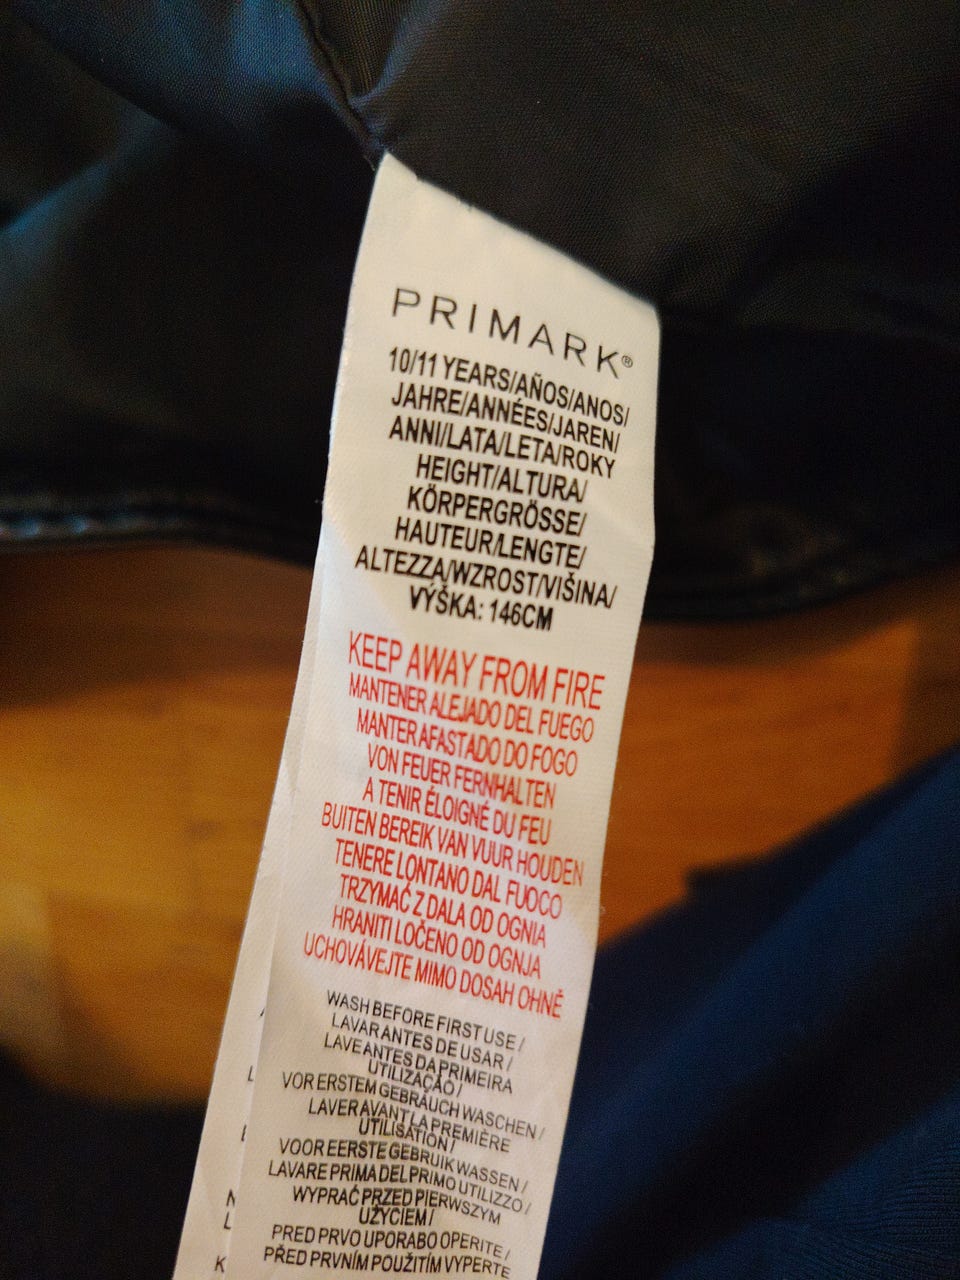 PRIMARK®
10/11 YEARS/AÑOS/ANOS/
JAHRE/ANNÉES/JAREN/
ANNI/LATA/LETA/ROKY
HEIGHT/ALTURA/
KÖRPERGRÖSSE/
HAUTEUR/LENGTE/
ALTEZZA/WZROST/VIŠINA/
VÝŠKA: 146CM
KEEP AWAY FROM FIRE
MANTENER ALEJADO DEL FUEGO
MANTER AFASTADO DO FOGO
VON FEUER FERNHALTEN
A TENIR ÉLOIGNÉ DU FEU
BUITEN BEREIK VAN VUUR HOUDEN
TENERE LONTANO DAL FUOCO
TRZYMAĆ Z DALA OD OGNIA
HRANITI LOČENO OD OGNJA
UCHOVÁVEJTE MIMO DOSAH OHNĚ
WASH BEFORE FIRST USE /
LAVAR ANTES DE USAR /
LAVE ANTES DA PRIMEIRA
UTILIZAÇÃO /
VOR ERSTEM GEBRAUCH WASCHEN /
LAVER AVANT LA PREMIÈRE
UTILISATION /
VOOR EERSTE GEBRUIK WASSEN /
LAVARE PRIMA DEL PRIMO UTILIZZO /
WYPRAĆ PRZED PIERWSZYM
UŻYCIEM /
PRED PRVO UPORABO OPERITE /
PŘED PRVNÍM POUŽITÍM VYPERTE